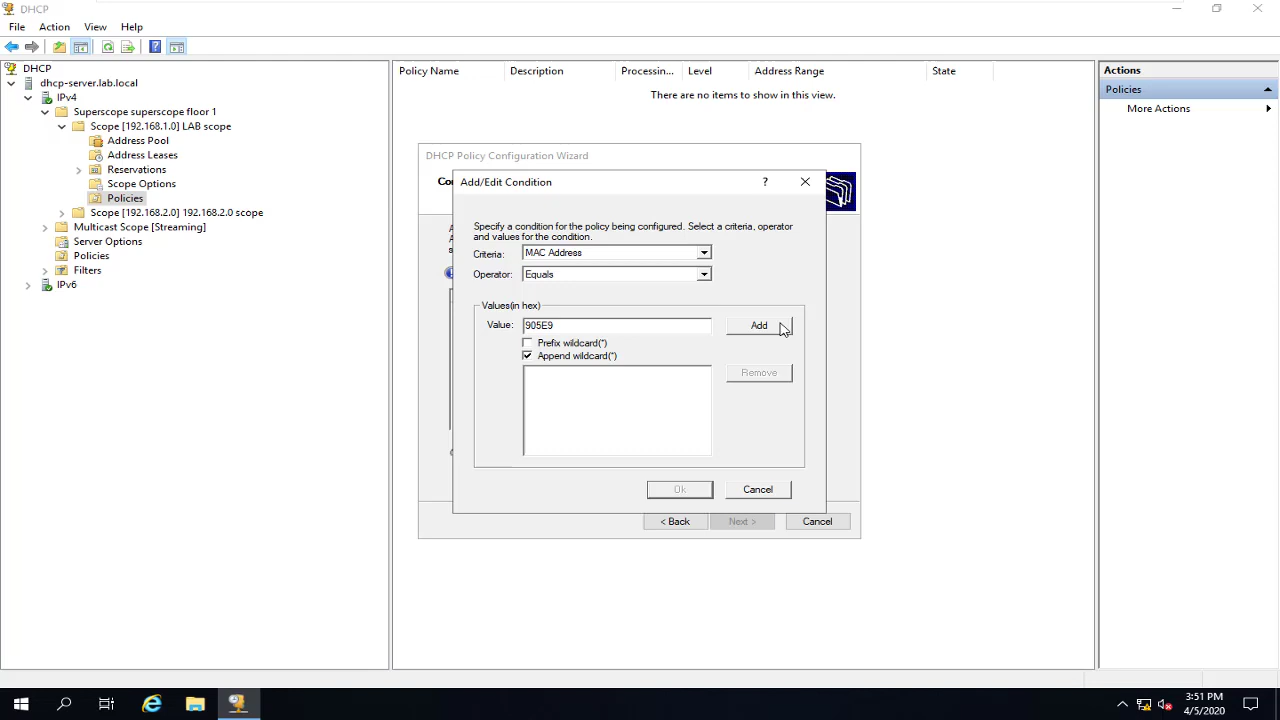 DHCP
File Action View Help
DHCP
dhcp-server.lab.local
IPv4
Superscope superscope floor 1
Scope [192.168.1.0] LAB scope
Address Pool
Address Leases
Reservations
Scope Options
Policies
Scope [192.168.2.0] 192.168.2.0 scope
Multicast Scope [Streaming]
Server Options
Policies
Filters
IPv6
Policy Name Description Processin... Level Address Range State
There are no items to show in this view.
DHCP Policy Configuration Wizard
Add/Edit Condition
?
Specify a condition for the policy being configured. Select a criteria, operator
and values for the condition.
Criteria: MAC Address
Operator: Equals
Values(in hex)
Value: 905E9 Add
Prefix wildcard(*)
Append wildcard(*)
Remove
Ok Cancel
< Back Next > Cancel
Actions
Policies
More Actions
3:51 PM
4/5/2020